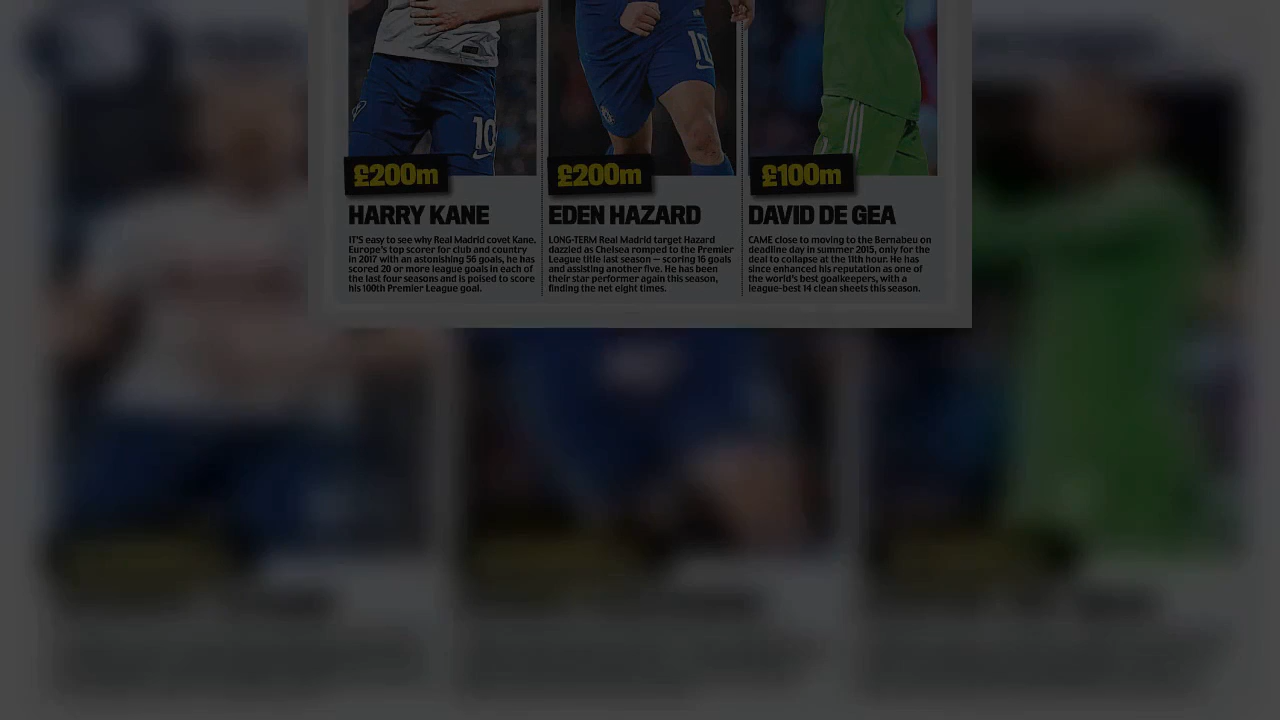 10
10
£200m
£200m
£100m
HARRY KANE
IT'S easy to see why Real Madrid covet Kane.
Europe's top scorer for club and country
in 2017 with an astonishing 56 goals, he has
scored 20 or more league goals in each of
the last four seasons and is poised to score
his 100th Premier League goal.
EDEN HAZARD
LONG-TERM Real Madrid target Hazard
dazzled as Chelsea romped to the Premier
League title last season — scoring 16 goals
and assisting another five. He has been
their star performer again this season,
finding the net eight times.
DAVID DE GEA
CAME close to moving to the Bernabeu on
deadline day in summer 2015, only for the
deal to collapse at the 11th hour. He has
since enhanced his reputation as one of
the world's best goalkeepers, with a
league-best 14 clean sheets this season.